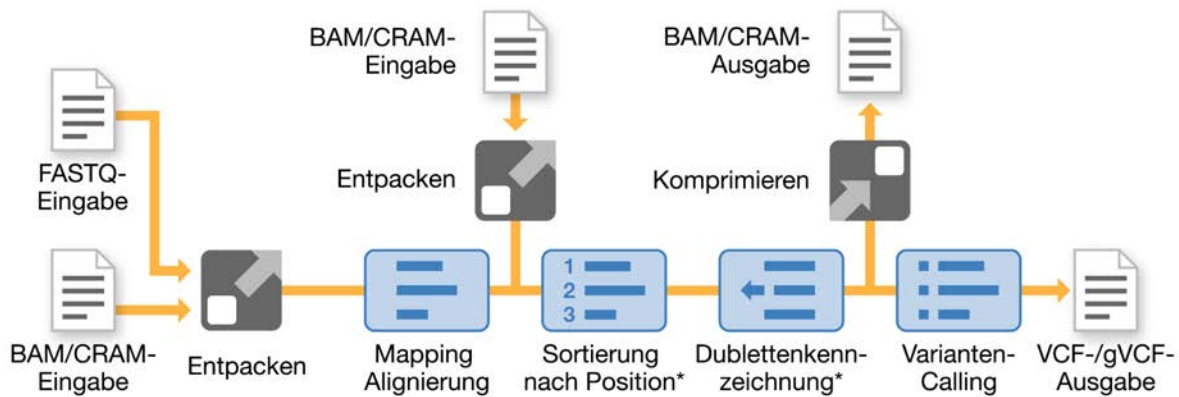 BAM/CRAM-
Eingabe
BAM/CRAM-
Ausgabe
FASTQ-
Eingabe
Entpacken
Komprimieren
1
2
3
BAM/CRAM-
Eingabe
Entpacken
Mapping
Alignierung
Sortierung
nach Position*
Dublettenkenn-
zeichnung*
Varianten-
Calling
VCF-/gVCF-
Ausgabe